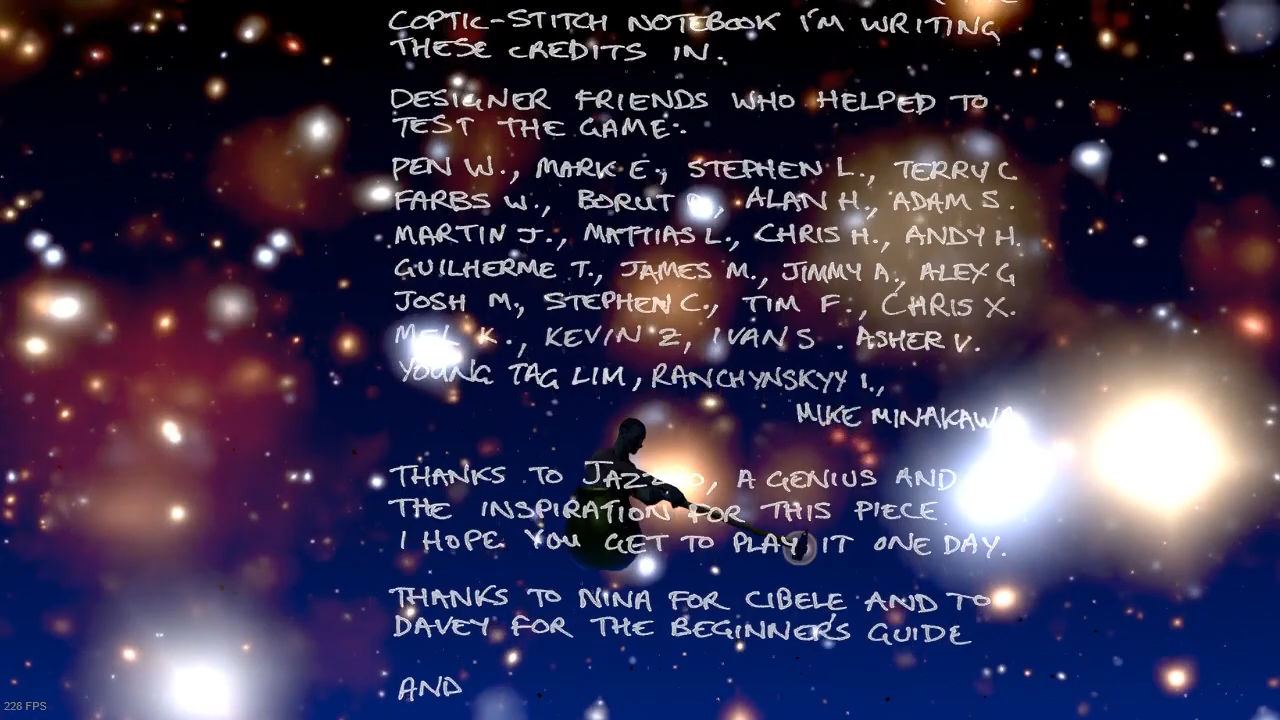 COPTIC-STITCH NOTEBOOK I'M WRITING
THESE CREDITS IN.
DESIGNER FRIENDS WHO HELPED TO
TEST THE GAME:
PEN W., MARK E., STEPHEN L., TERRY C
FARBS W., BORUT , ALAN H., ADAM S.
MARTIN J., MATTIAS L., CHRIS H., ANDY H.
GUILHERME T., JAMES M., JIMMY A., ALEX G
JOSH M., STEPHEN C., TIM F., CHRIS X.
MEL K., KEVIN Z, IVAN S. ASHER V.
YOUNG TAG LIM, RANCHYNSKYY I.,
MIKE MINAKAWA
THANKS TO , A GENIUS AND
THE INSPIRATION FOR THIS PIECE
I HOPE YOU GET TO PLAY IT ONE DAY.
THANKS TO NINA FOR CIBELE AND TO
DAVEY FOR THE BEGINNER'S GUIDE
AND
228 FPS